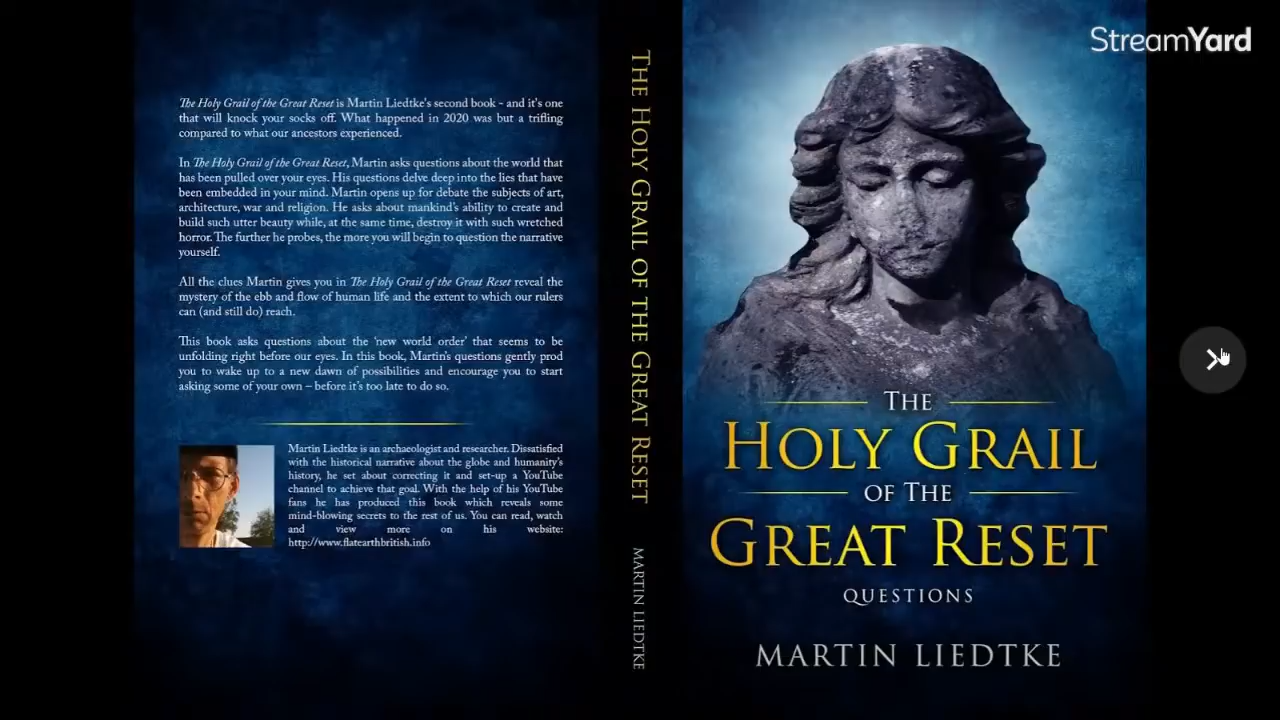 StreamYard
The Holy Grail of the Great Reset is Martin Liedtke's second book - and it's one
that will knock your socks off. What happened in 2020 was but a trifling
compared to what our ancestors experienced.
In The Holy Grail of the Great Reset, Martin asks questions about the world that
has been pulled over your eyes. His questions delve deep into the lies that have
been embedded in your mind. Martin opens up for debate the subjects of art,
architecture, war and religion. He asks about mankind's ability to create and
build such utter beauty while, at the same time, destroy it with such wretched
horror. The further he probes, the more you will begin to question the narrative
yourself.
All the clues Martin gives you in The Holy Grail of the Great Reset reveal the
mystery of the ebb and flow of human life and the extent to which our rulers
can (and still do) reach.
This book asks questions about the 'new world order' that seems to be
unfolding right before our eyes. In this book, Martin's questions gently prod
you to wake up to a new dawn of possibilities and encourage you to start
asking some of your own – before it's too late to do so.
Martin Liedtke is an archaeologist and researcher. Dissatisfied
with the historical narrative about the globe and humanity's
history, he set about correcting it and set-up a YouTube
channel to achieve that goal. With the help of his YouTube
fans he has produced this book which reveals some
mind-blowing secrets to the rest of us. You can read, watch
and view more on his website:
http://www.flatearthbritish.info
THE HOLY GRAIL OF THE GREAT RESET
MARTIN LIEDTKE
THE
HOLY GRAIL
OF THE
GREAT RESET
QUESTIONS
MARTIN LIEDTKE